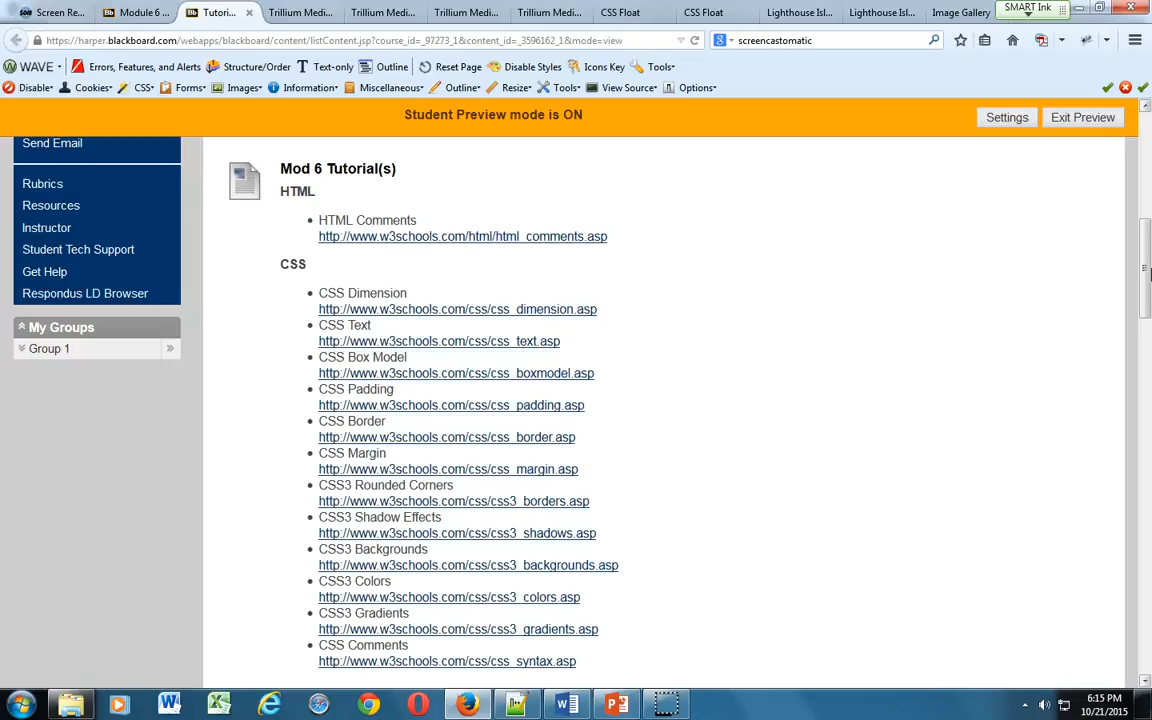 Screen Re...
Module 6 ...
Tutori...
Trillium Medi...
Trillium Medi...
Trillium Medi...
Trillium Medi...
CSS Float
CSS Float
Lighthouse Isl...
Lighthouse Isl...
Image Gallery
SMART Ink
https://harper.blackboard.com/webapps/blackboard/content/listContent.jsp?course_id=_97273_1&content_id=_3596162_1&mode=view
screencastomatic
WAVE Errors, Features, and Alerts Structure/Order Text-only Outline Reset Page Disable Styles Icons Key Tools
Disable Cookies CSS Forms Images Information Miscellaneous Outline Resize Tools View Source Options
Student Preview mode is ON
Settings
Exit Preview
Send Email
Rubrics
Resources
Instructor
Student Tech Support
Get Help
Respondus LD Browser
My Groups
Group 1
Mod 6 Tutorial(s)
HTML
HTML Comments
http://www.w3schools.com/html/html_comments.asp
CSS
CSS Dimension
http://www.w3schools.com/css/css_dimension.asp
CSS Text
http://www.w3schools.com/css/css_text.asp
CSS Box Model
http://www.w3schools.com/css/css_boxmodel.asp
CSS Padding
http://www.w3schools.com/css/css_padding.asp
CSS Border
http://www.w3schools.com/css/css_border.asp
CSS Margin
http://www.w3schools.com/css/css_margin.asp
CSS3 Rounded Corners
http://www.w3schools.com/css/css3_borders.asp
CSS3 Shadow Effects
http://www.w3schools.com/css/css3_shadows.asp
CSS3 Backgrounds
http://www.w3schools.com/css/css3_backgrounds.asp
CSS3 Colors
http://www.w3schools.com/css/css3_colors.asp
CSS3 Gradients
http://www.w3schools.com/css/css3_gradients.asp
CSS Comments
http://www.w3schools.com/css/css_syntax.asp
6:15 PM
10/21/2015